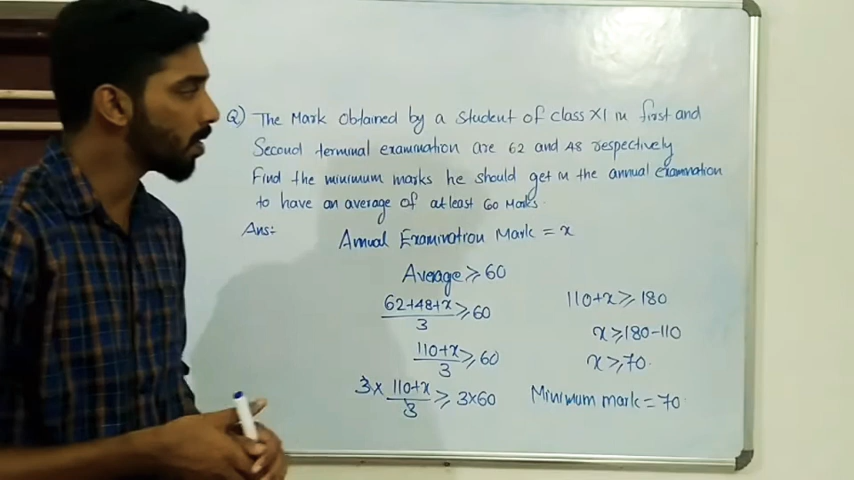 Q) The Mark obtained by a student of class XI in first and
Second terminal examination are 62 and 48 respectively
Find the minimum marks he should get in the annual examination
to have an average of atleast 60 Marks.
Ans:
Annual Examination Mark = x
Average ⩾ 60
62+48+x / 3 ⩾ 60
110+x / 3 ⩾ 60
3 x 110+x / 3 ⩾ 3x60
110+x ⩾ 180
x ⩾ 180-110
x ⩾ 70.
Minimum mark = 70.